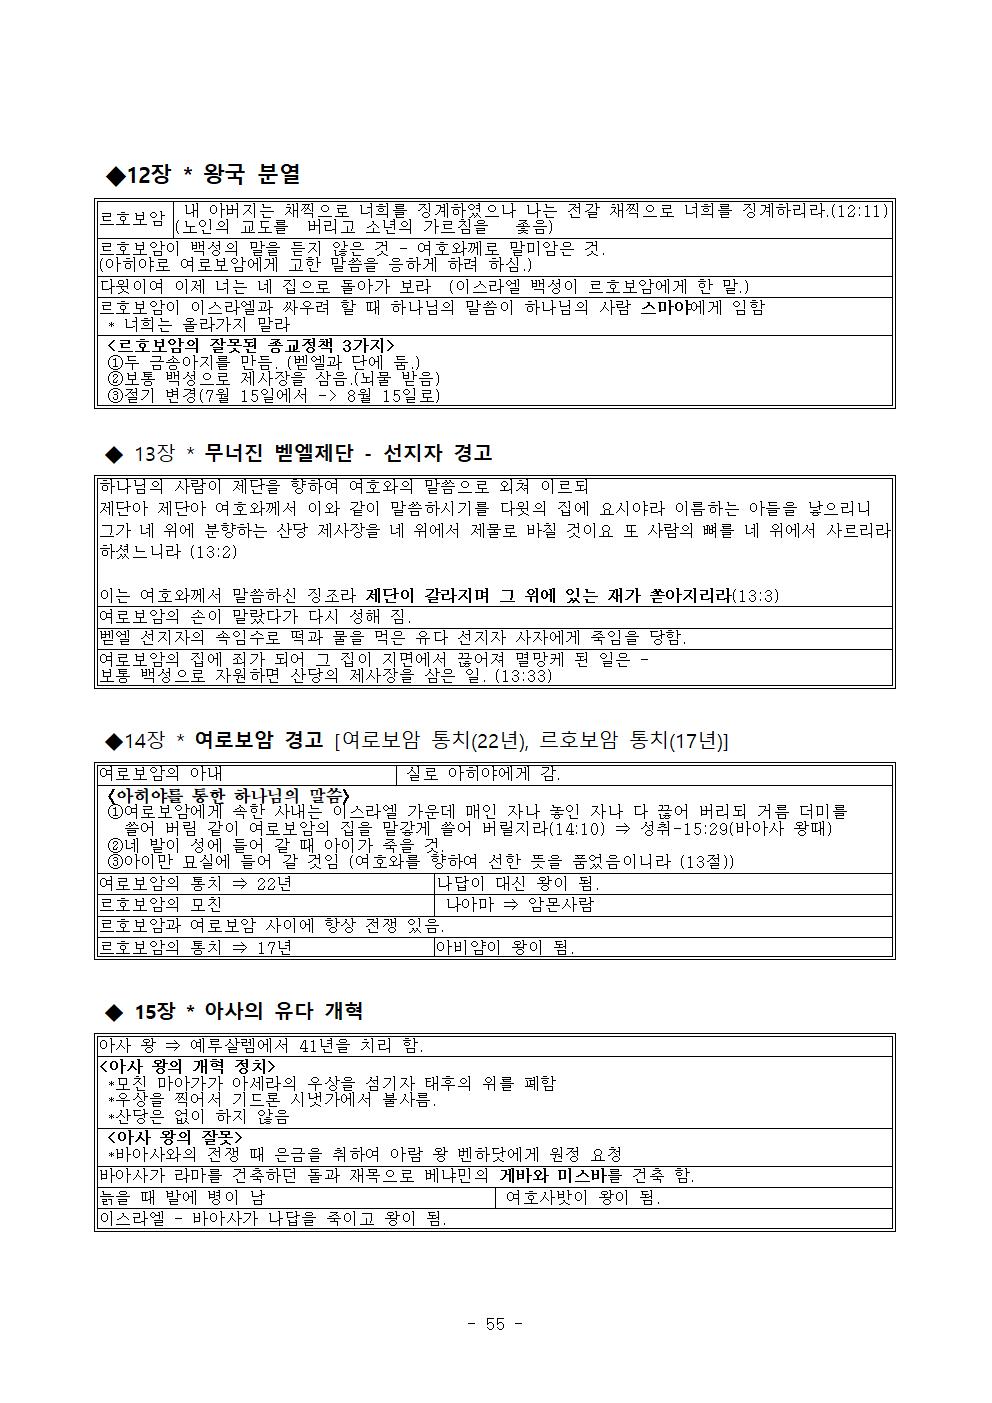 ◆12장 * 왕국 분열
르호보암
내 아버지는 채찍으로 너희를 징계하였으나 나는 전갈 채찍으로 너희를 징계하리라.(12:11)
(노인의 교도를 버리고 소년의 가르침을 쫓음)
르호보암이 백성의 말을 듣지 않은 것 - 여호와께로 말미암은 것.
(아히야로 여로보암에게 고한 말씀을 응하게 하려 하심.)
다윗이여 이제 너는 네 집으로 돌아가 보라 (이스라엘 백성이 르호보암에게 한 말.)
르호보암이 이스라엘과 싸우려 할 때 하나님의 말씀이 하나님의 사람 스마야에게 임함
* 너희는 올라가지 말라
<르호보암의 잘못된 종교정책 3가지>
①두 금송아지를 만듬. (벧엘과 단에 둠.)
②보통 백성으로 제사장을 삼음.(뇌물 받음)
③절기 변경(7월 15일에서 -> 8월 15일로)
◆ 13장 * 무너진 벧엘제단 - 선지자 경고
하나님의 사람이 제단을 향하여 여호와의 말씀으로 외쳐 이르되
제단아 제단아 여호와께서 이와 같이 말씀하시기를 다윗의 집에 요시야라 이름하는 아들을 낳으리니
그가 네 위에 분향하는 산당 제사장을 네 위에서 제물로 바칠 것이요 또 사람의 뼈를 네 위에서 사르리라
하셨느니라 (13:2)
이는 여호와께서 말씀하신 징조라 제단이 갈라지며 그 위에 있는 재가 쏟아지리라(13:3)
여로보암의 손이 말랐다가 다시 성해 짐.
벧엘 선지자의 속임수로 떡과 물을 먹은 유다 선지자 사자에게 죽임을 당함.
여로보암의 집에 죄가 되어 그 집이 지면에서 끊어져 멸망케 된 일은 -
보통 백성으로 자원하면 산당의 제사장을 삼은 일. (13:33)
◆14장 * 여로보암 경고 [여로보암 통치(22년), 르호보암 통치(17년)]
여로보암의 아내
실로 아히야에게 감.
<아히야를 통한 하나님의 말씀>
①여로보암에게 속한 사내는 이스라엘 가운데 매인 자나 놓인 자나 다 끊어 버리되 거름 더미를
쓸어 버림 같이 여로보암의 집을 말갛게 쓸어 버릴지라(14:10) ⇒ 성취-15:29(바아사 왕때)
②네 발이 성에 들어 갈 때 아이가 죽을 것.
③아이만 묘실에 들어 갈 것임 (여호와를 향하여 선한 뜻을 품었음이니라 (13절))
여로보암의 통치 ⇒ 22년
나답이 대신 왕이 됨.
르호보암의 모친
나아마 ⇒ 암몬사람
르호보암과 여로보암 사이에 항상 전쟁 있음.
르호보암의 통치 ⇒ 17년
아비얌이 왕이 됨.
◆ 15장 * 아사의 유다 개혁
아사 왕 ⇒ 예루살렘에서 41년을 치리 함.
<아사 왕의 개혁 정치>
*모친 마아가가 아세라의 우상을 섬기자 태후의 위를 폐함
*우상을 찍어서 기드론 시냇가에서 불사름.
*산당은 없이 하지 않음
<아사 왕의 잘못>
*바아사와의 전쟁 때 은금을 취하여 아람 왕 벤하닷에게 원정 요청
바아사가 라마를 건축하던 돌과 재목으로 베냐민의 게바와 미스바를 건축 함.
늙을 때 발에 병이 남
여호사밧이 왕이 됨.
이스라엘 - 바아사가 나답을 죽이고 왕이 됨.
- 55 -